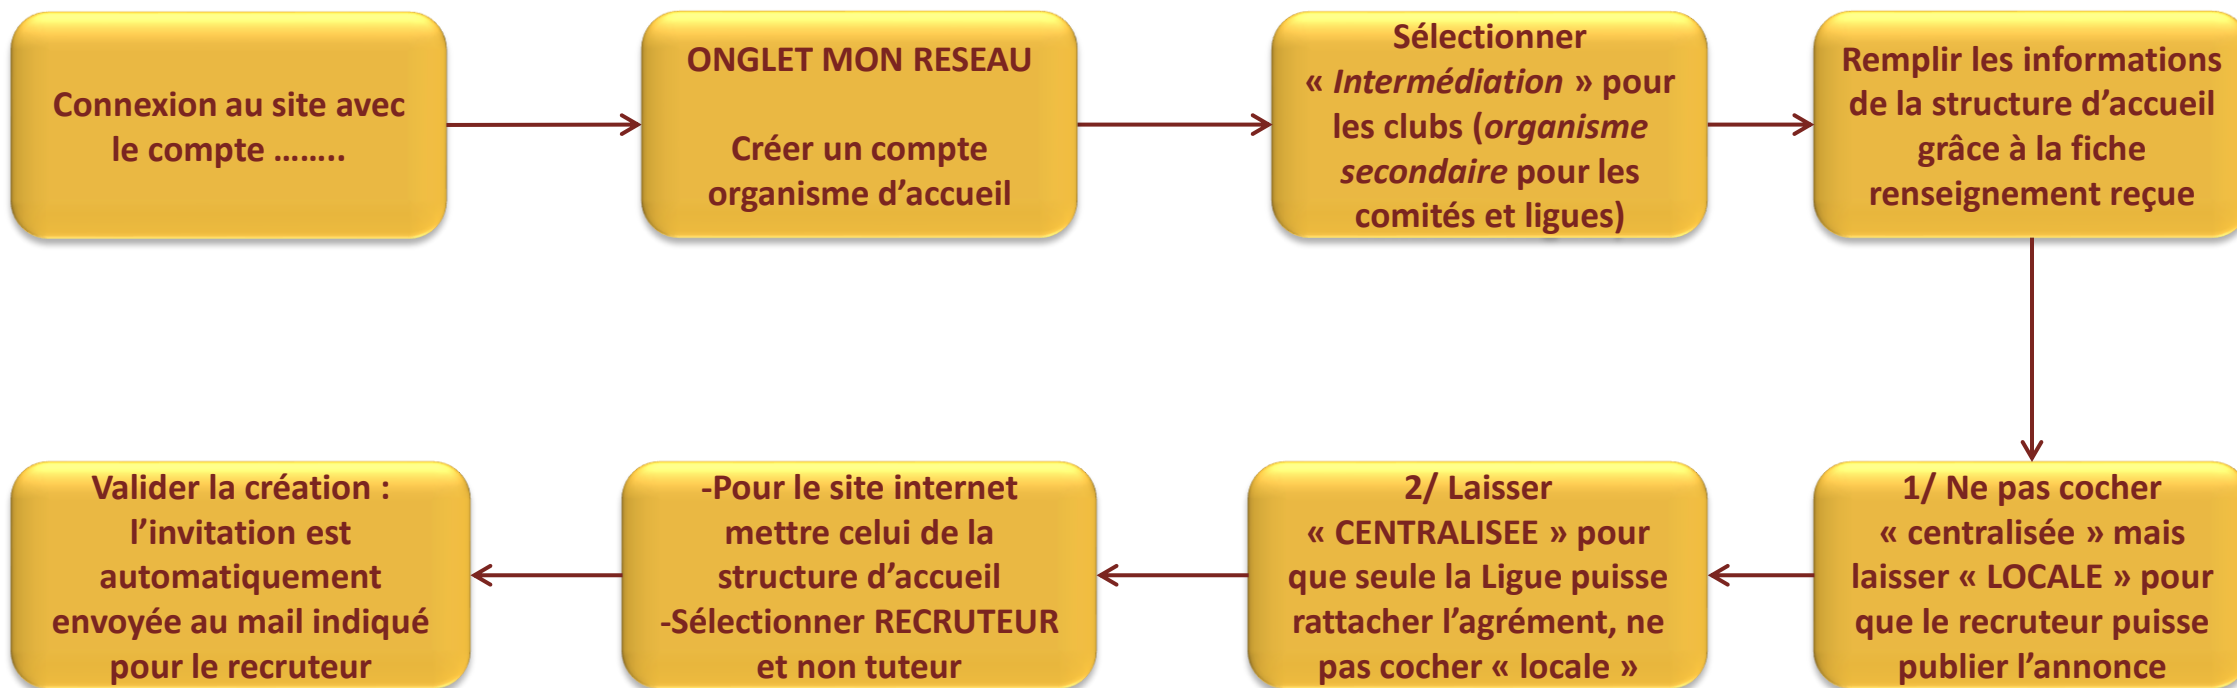 Connexion au site avec
le compte ……..
ONGLET MON RESEAU
Créer un compte
organisme d’accueil
Sélectionner
« Intermédiation » pour
les clubs (organisme
secondaire pour les
comités et ligues)
Remplir les informations
de la structure d’accueil
grâce à la fiche
renseignement reçue
1/ Ne pas cocher
« centralisée » mais
laisser « LOCALE » pour
que le recruteur puisse
publier l’annonce
2/ Laisser
« CENTRALISEE » pour
que seule la Ligue puisse
rattacher l’agrément, ne
pas cocher « locale »
-Pour le site internet
mettre celui de la
structure d’accueil
-Sélectionner RECRUTEUR
et non tuteur
Valider la création :
l’invitation est
automatiquement
envoyée au mail indiqué
pour le recruteur